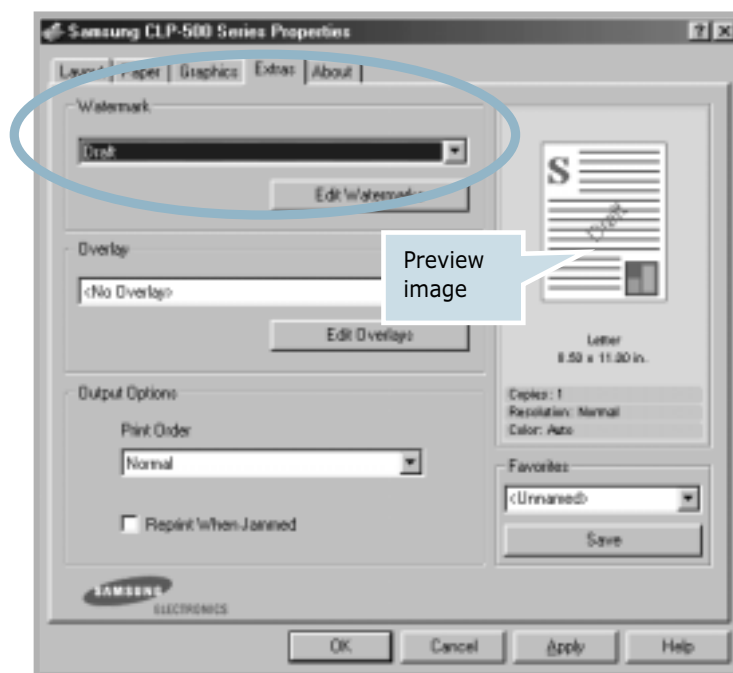 Samsung CLP-500 Series Properties
Layout Paper Graphics Extras About
Watermark
Draft
Edit Watermarks
Overlay
<No Overlay>
Edit Overlays
Output Options
Print Order
Normal
Reprint When Jammed
SAMSUNG
ELECTRONICS
S
Draft
Preview
image
Letter
8.50 x 11.00 in.
Copies: 1
Resolution: Normal
Color: Auto
Favorites
<Unnamed>
Save
OK Cancel Apply Help